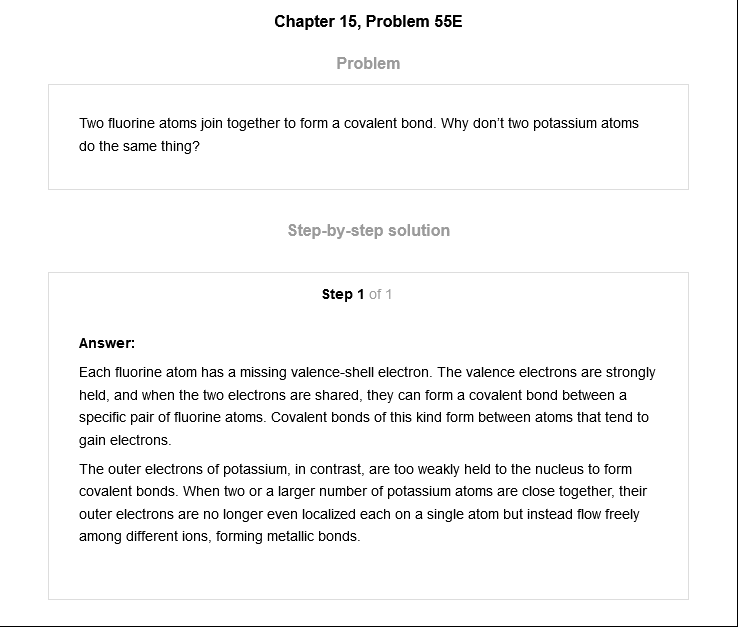 Chapter 15, Problem 55E
Problem
Two fluorine atoms join together to form a covalent bond. Why don't two potassium atoms
do the same thing?
Step-by-step solution
Step 1 of 1
Answer:
Each fluorine atom has a missing valence-shell electron. The valence electrons are strongly
held, and when the two electrons are shared, they can form a covalent bond between a
specific pair of fluorine atoms. Covalent bonds of this kind form between atoms that tend to
gain electrons.
The outer electrons of potassium, in contrast, are too weakly held to the nucleus to form
covalent bonds. When two or a larger number of potassium atoms are close together, their
outer electrons are no longer even localized each on a single atom but instead flow freely
among different ions, forming metallic bonds.